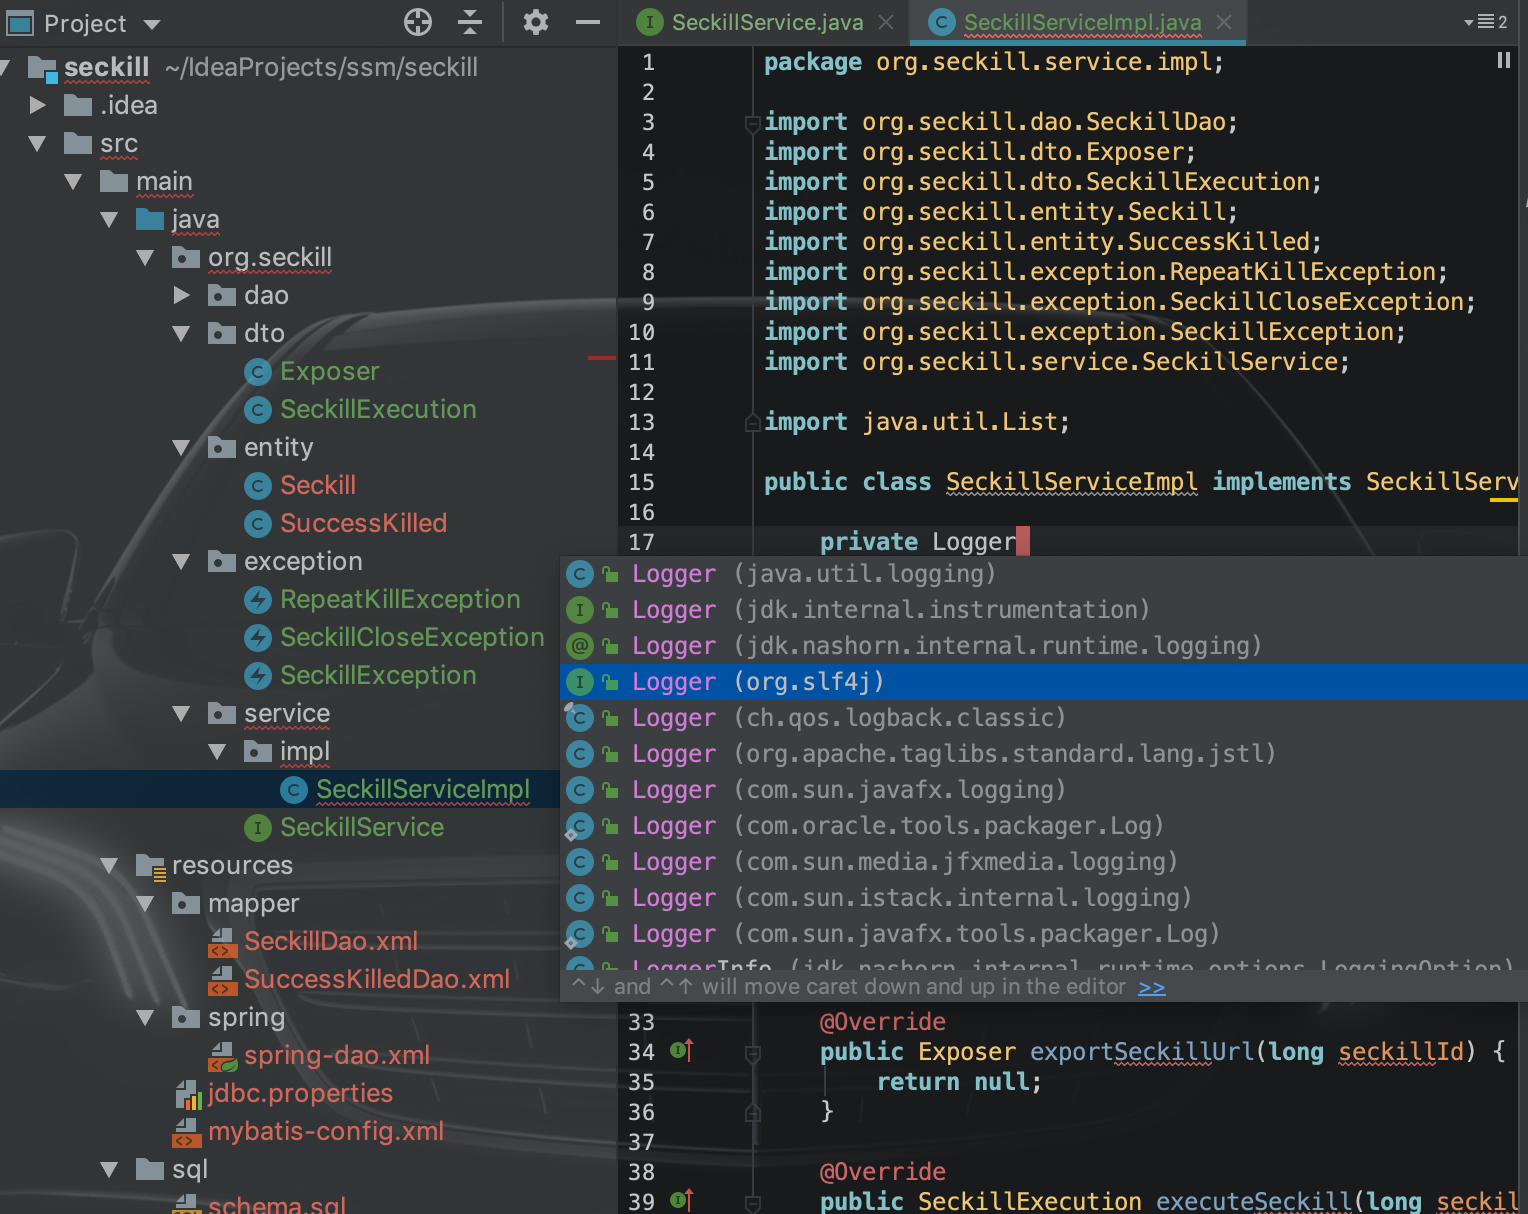 Project
seckill ~/IdeaProjects/ssm/seckill
.idea
src
main
java
org.seckill
dao
dto
Exposer
SeckillExecution
entity
Seckill
SuccessKilled
exception
RepeatKillException
SeckillCloseException
SeckillException
service
impl
SeckillServiceImpl
SeckillService
resources
mapper
SeckillDao.xml
SuccessKilledDao.xml
spring
spring-dao.xml
jdbc.properties
mybatis-config.xml
sql
schema.sql
SeckillService.java
SeckillServiceImpl.java
2
1 package org.seckill.service.impl;
2
3 import org.seckill.dao.SeckillDao;
4 import org.seckill.dto.Exposer;
5 import org.seckill.dto.SeckillExecution;
6 import org.seckill.entity.Seckill;
7 import org.seckill.entity.SuccessKilled;
8 import org.seckill.exception.RepeatKillException;
9 import org.seckill.exception.SeckillCloseException;
10 import org.seckill.exception.SeckillException;
11 import org.seckill.service.SeckillService;
12
13 import java.util.List;
14
15 public class SeckillServiceImpl implements SeckillServ
16
17 private Logger
C Logger (java.util.logging)
I Logger (jdk.internal.instrumentation)
@ Logger (jdk.nashorn.internal.runtime.logging)
I Logger (org.slf4j)
C Logger (ch.qos.logback.classic)
C Logger (org.apache.taglibs.standard.lang.jstl)
C Logger (com.sun.javafx.logging)
C Logger (com.oracle.tools.packager.Log)
C Logger (com.sun.media.jfxmedia.logging)
C Logger (com.sun.istack.internal.logging)
C Logger (com.sun.javafx.tools.packager.Log)
LoggerInfo (jdk.nashorn.internal.runtime.options.LoggingOption)
^↓ and ^↑ will move caret down and up in the editor >>
33 @Override
34 public Exposer exportSeckillUrl(long seckillId) {
35 return null;
36 }
37
38 @Override
39 public SeckillExecution executeSeckill(long seckil